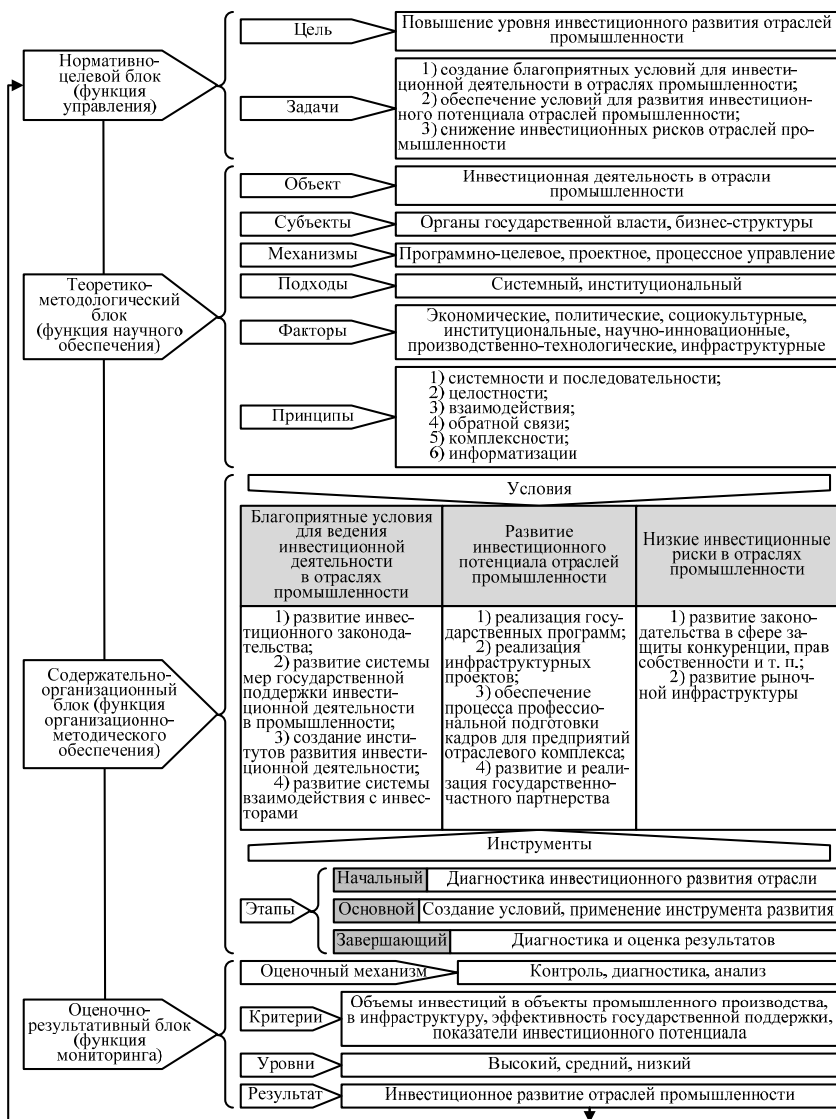 Нормативно-
целевой блок
(функция
управления)
Цель
Повышение уровня инвестиционного развития отраслей
промышленности
Задачи
1) создание благоприятных условий для инвести-
ционной деятельности в отраслях промышленности;
2) обеспечение условий для развития инвестицион-
ного потенциала отраслей промышленности;
3) снижение инвестиционных рисков отраслей про-
мышленности
Теоретико-
методологический
блок
(функция научного
обеспечения)
Объект
Инвестиционная деятельность в отрасли
промышленности
Субъекты
Органы государственной власти, бизнес-структуры
Механизмы
Программно-целевое, проектное, процессное управление
Подходы
Системный, институциональный
Факторы
Экономические, политические, социокультурные,
институциональные, научно-инновационные,
производственно-технологические, инфраструктурные
Принципы
1) системности и последовательности;
2) целостности;
3) взаимодействия;
4) обратной связи;
5) комплексности;
6) информатизации
Содержательно-
организационный
блок (функция
организационно-
методического
обеспечения)
Условия
Благоприятные условия
для ведения
инвестиционной
деятельности
в отраслях
промышленности
Развитие
инвестиционного
потенциала отраслей
промышленности
Низкие инвестиционные
риски в отраслях
промышленности
1) развитие инвес-
тиционного законода-
тельства;
2) развитие системы
мер государственной
поддержки инвести-
ционной деятельности
в промышленности;
3) создание инсти-
тутов развития инвести-
ционной деятельности;
4) развитие системы
взаимодействия с инвес-
торами
1) реализация госу-
дарственных программ;
2) реализация
инфраструктурных
проектов;
3) обеспечение
процесса профессио-
нальной подготовки
кадров для предприятий
отраслевого комплекса;
4) развитие и реали-
зация государственно-
частного партнерства
1) развитие законо-
дательства в сфере за-
щиты конкуренции, прав
собственности и т. п.;
2) развитие рыноч-
ной инфраструктуры
Инструменты
Этапы
Начальный
Диагностика инвестиционного развития отрасли
Основной
Создание условий, применение инструмента развития
Завершающий
Диагностика и оценка результатов
Оценочно-
результативный блок
(функция
мониторинга)
Оценочный механизм
Контроль, диагностика, анализ
Критерии
Объемы инвестиций в объекты промышленного производства,
в инфраструктуру, эффективность государственной поддержки,
показатели инвестиционного потенциала
Уровни
Высокий, средний, низкий
Результат
Инвестиционное развитие отраслей промышленности